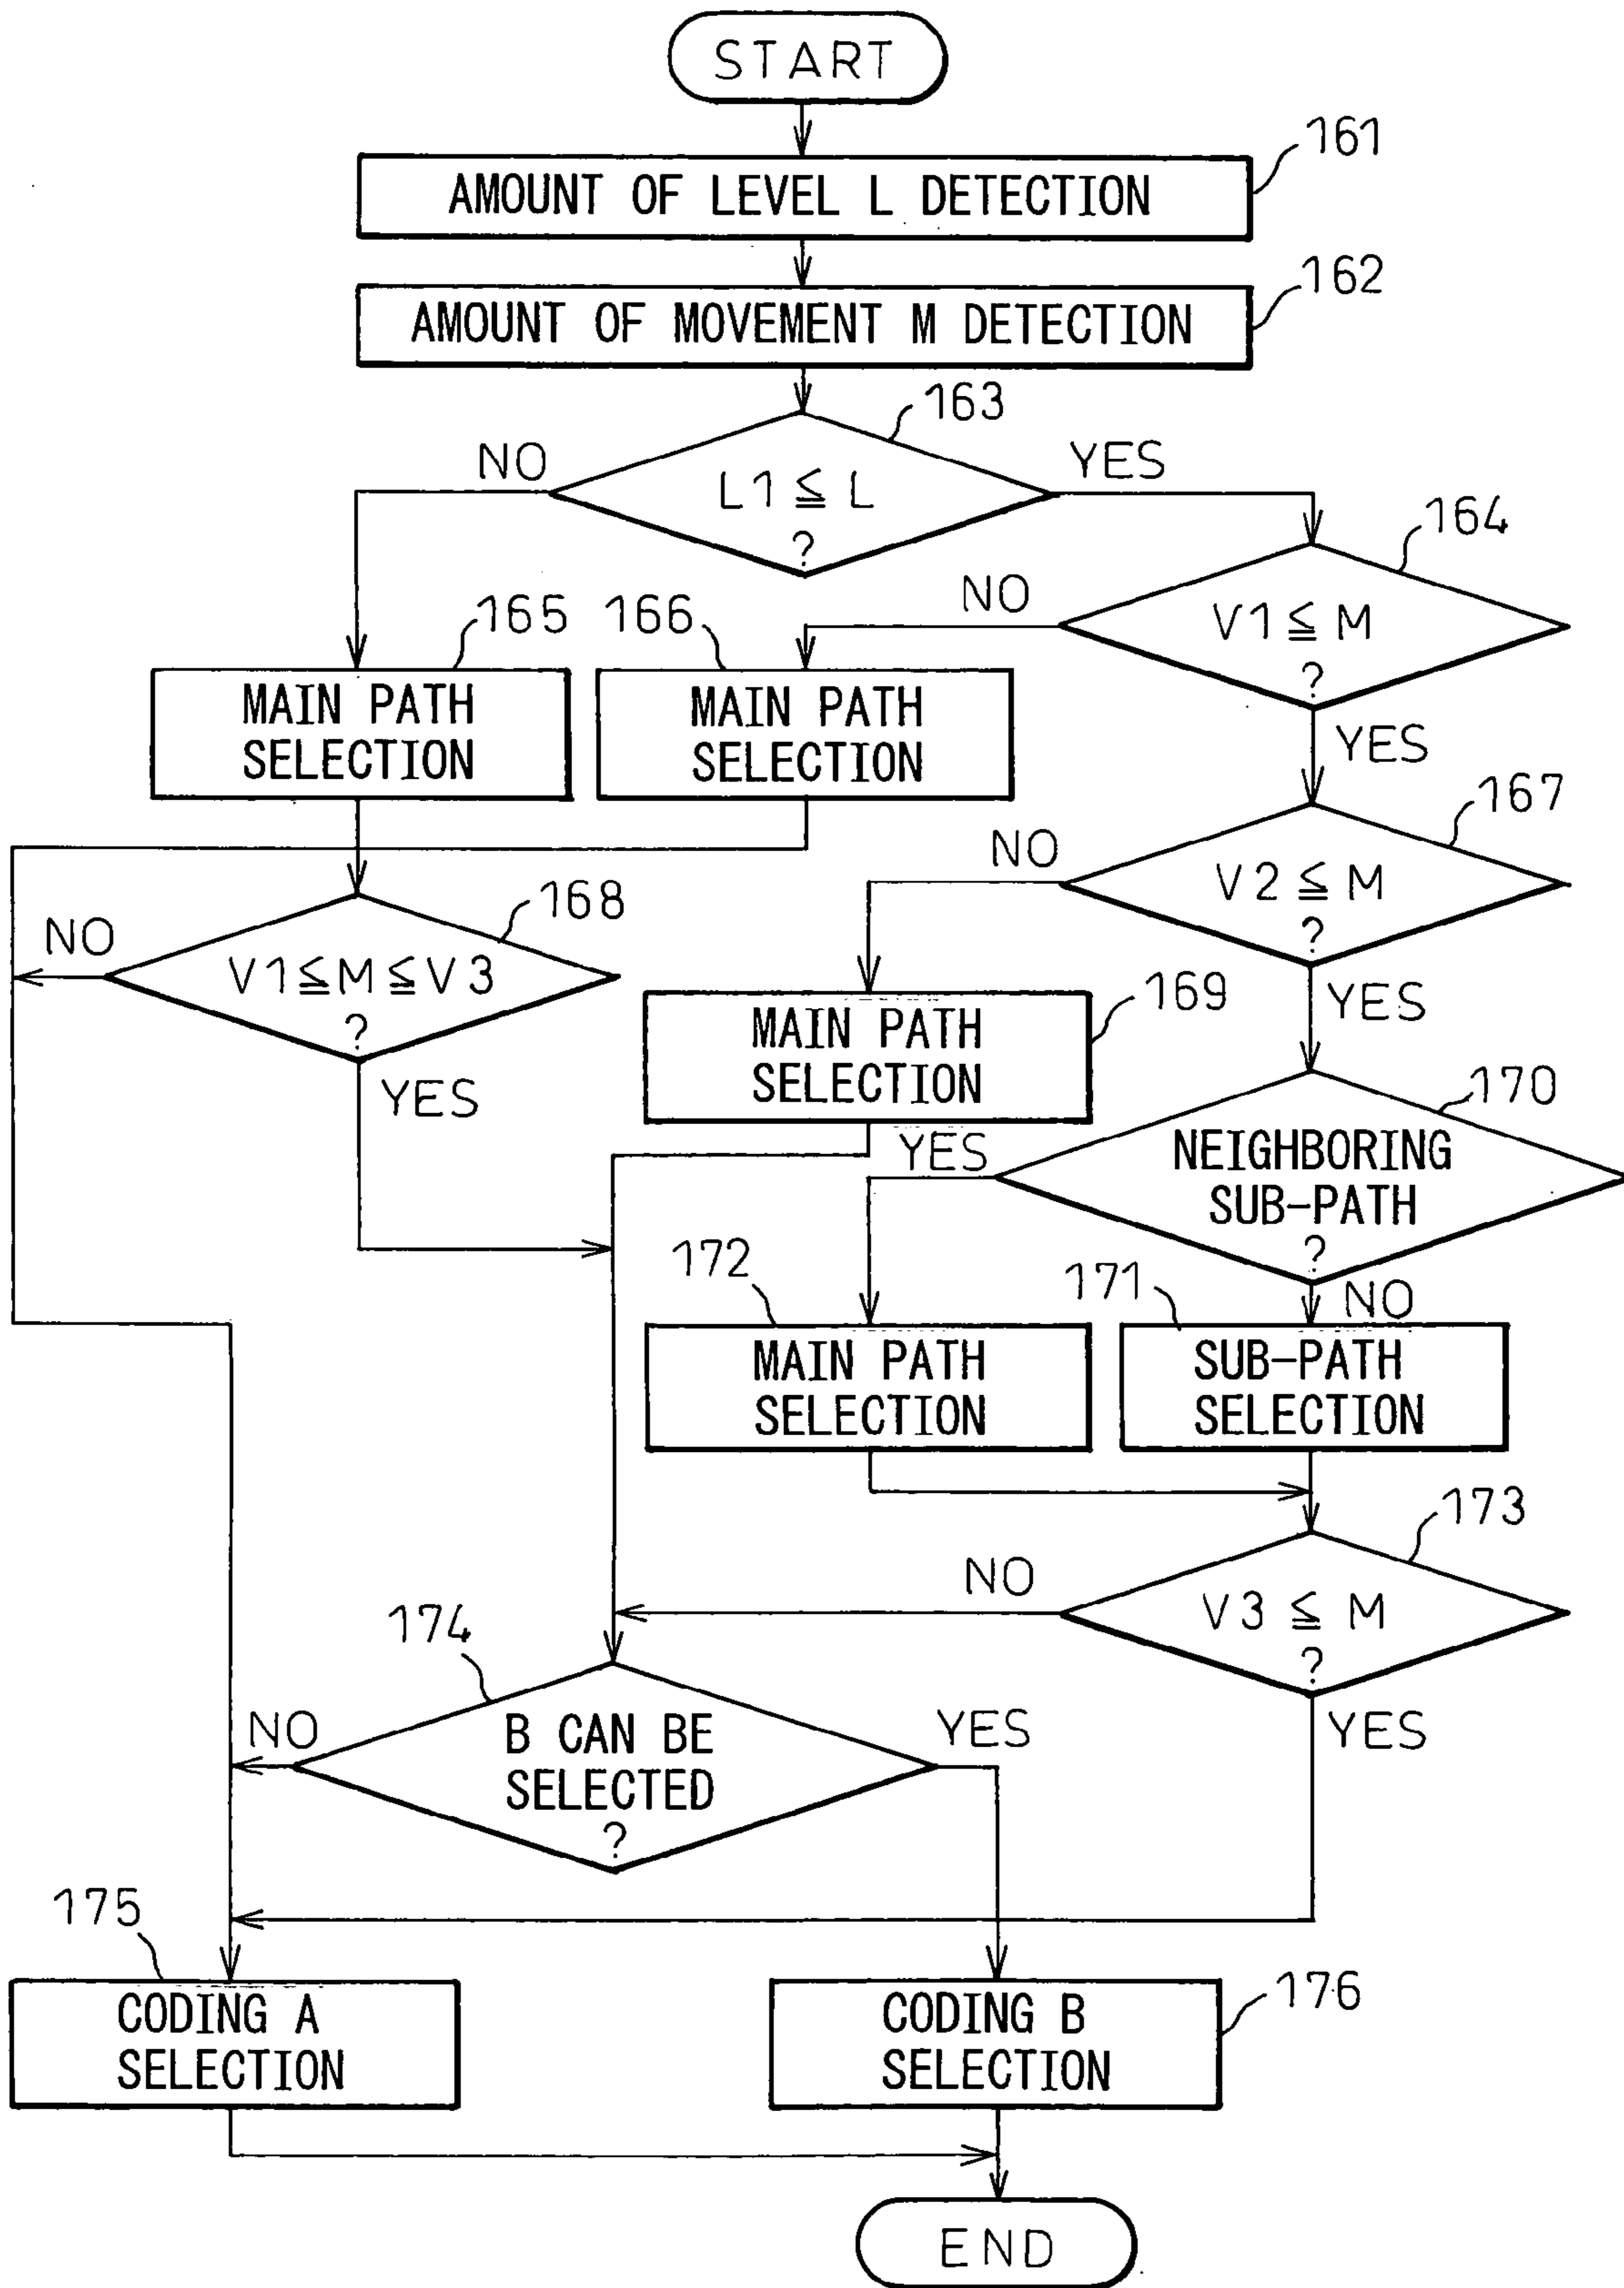 START
161
AMOUNT OF LEVEL L DETECTION
162
AMOUNT OF MOVEMENT M DETECTION
163
NO
YES
L1 ≦ L
?
164
NO
V1 ≦ M
?
YES
165
MAIN PATH
SELECTION
166
MAIN PATH
SELECTION
167
NO
V2 ≦ M
?
YES
168
NO
V1 ≦ M ≦ V3
?
YES
169
MAIN PATH
SELECTION
170
YES
NEIGHBORING
SUB-PATH
?
NO
172
MAIN PATH
SELECTION
171
SUB-PATH
SELECTION
173
NO
V3 ≦ M
?
YES
174
NO
B CAN BE
SELECTED
?
YES
175
CODING A
SELECTION
176
CODING B
SELECTION
END